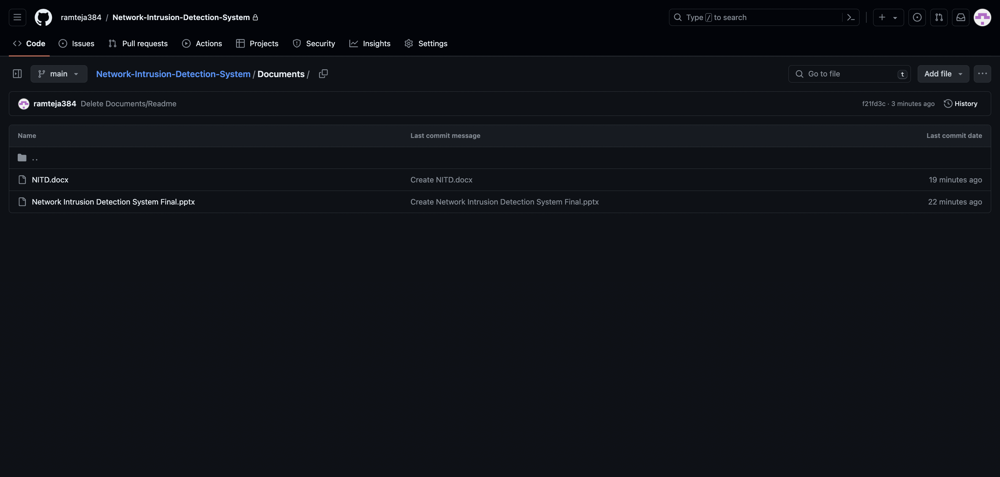 ramteja384 / Network-Intrusion-Detection-System Type / to search
Code Issues Pull requests Actions Projects Security Insights Settings
main Network-Intrusion-Detection-System / Documents / Go to file t Add file
ramteja384 Delete Documents/Readme f21fd3c · 3 minutes ago History
Name Last commit message Last commit date
..
NITD.docx Create NITD.docx 19 minutes ago
Network Intrusion Detection System Final.pptx Create Network Intrusion Detection System Final.pptx 22 minutes ago